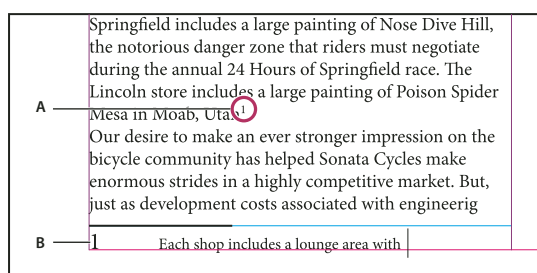 Springfield includes a large painting of Nose Dive Hill,
the notorious danger zone that riders must negotiate
during the annual 24 Hours of Springfield race. The
Lincoln store includes a large painting of Poison Spider
A Mesa in Moab, Utah¹
Our desire to make an ever stronger impression on the
bicycle community has helped Sonata Cycles make
enormous strides in a highly competitive market. But,
just as development costs associated with engineerig
B 1 Each shop includes a lounge area with